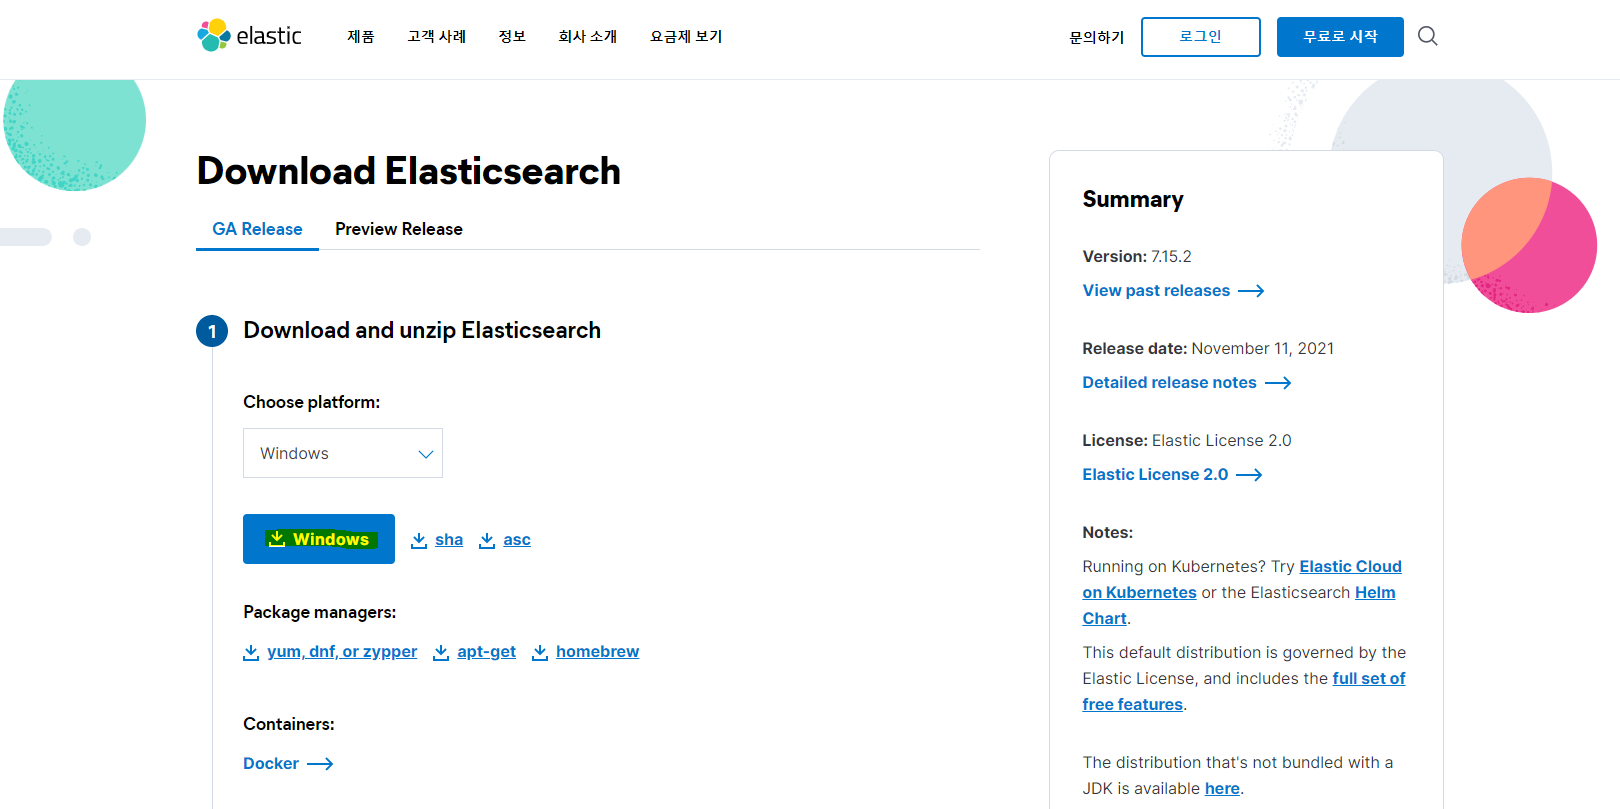 elastic
제품
고객 사례
정보
회사 소개
요금제 보기
문의하기
로그인
무료로 시작
Download Elasticsearch
GA Release
Preview Release
1
Download and unzip Elasticsearch
Choose platform:
Windows
Windows
sha
asc
Package managers:
yum, dnf, or zypper
apt-get
homebrew
Containers:
Docker
Summary
Version: 7.15.2
View past releases
Release date: November 11, 2021
Detailed release notes
License: Elastic License 2.0
Elastic License 2.0
Notes:
Running on Kubernetes? Try Elastic Cloud
on Kubernetes or the Elasticsearch Helm
Chart.
This default distribution is governed by the
Elastic License, and includes the full set of
free features.
The distribution that's not bundled with a
JDK is available here.